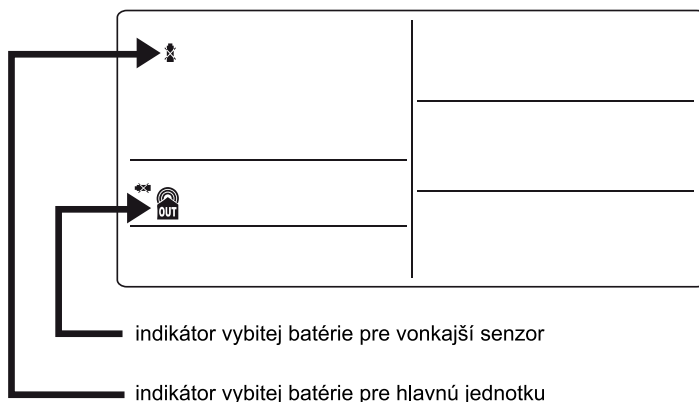 OUT
indikátor vybitej batérie pre vonkajší senzor
indikátor vybitej batérie pre hlavnú jednotku